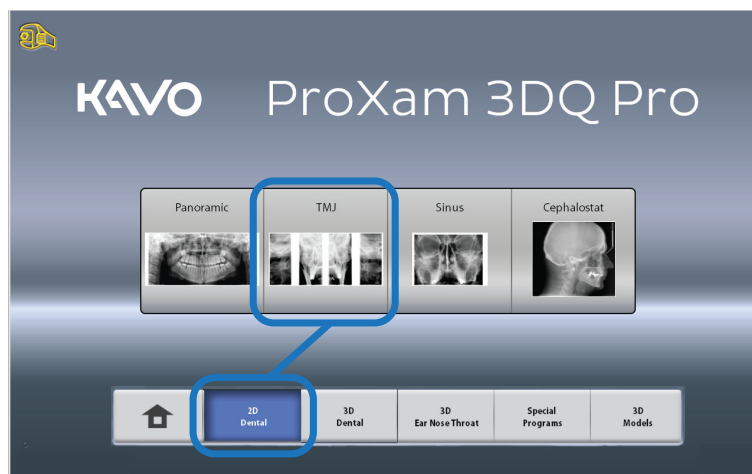 KAVO ProXam 3DQ Pro
Panoramic
TMJ
Sinus
Cephalostat
2D
Dental
3D
Dental
3D
Ear Nose Throat
Special
Programs
3D
Models